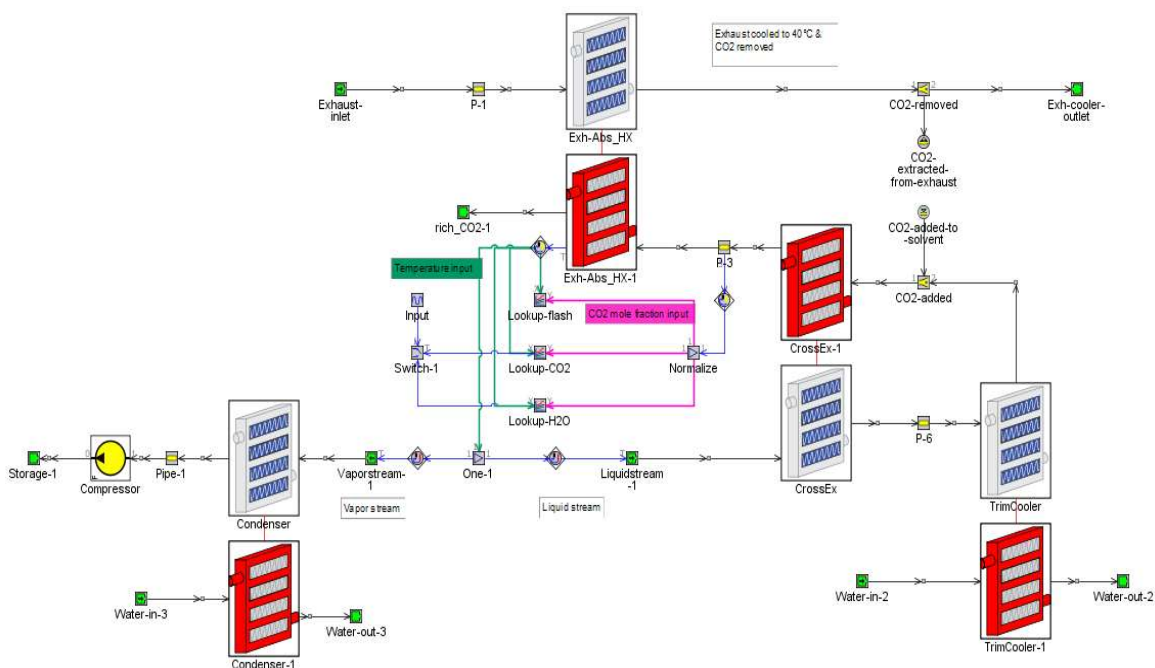 Exhaust cooled to 40°C &
CO2 removed
Exhaust-
inlet
P-1
Exh-Abs_HX
CO2-removed
Exh-cooler-
outlet
CO2-
extracted-
from-exhaust
rich_CO2-1
CO2-added-to
-solvent
Exh-Abs_HX-1
P-3
CO2-added
Temperature input
Input
Lookup-flash
CO2 mole fraction input
CrossEx-1
Switch-1
Lookup-CO2
Normalize
Lookup-H2O
P-6
Storage-1
Compressor
Pipe-1
Condenser
Vaporstream-
1
One-1
Liquidstream
-1
CrossEx
TrimCooler
Vapor stream
Liquid stream
Water-in-3
Water-out-3
Condenser-1
Water-in-2
Water-out-2
TrimCooler-1